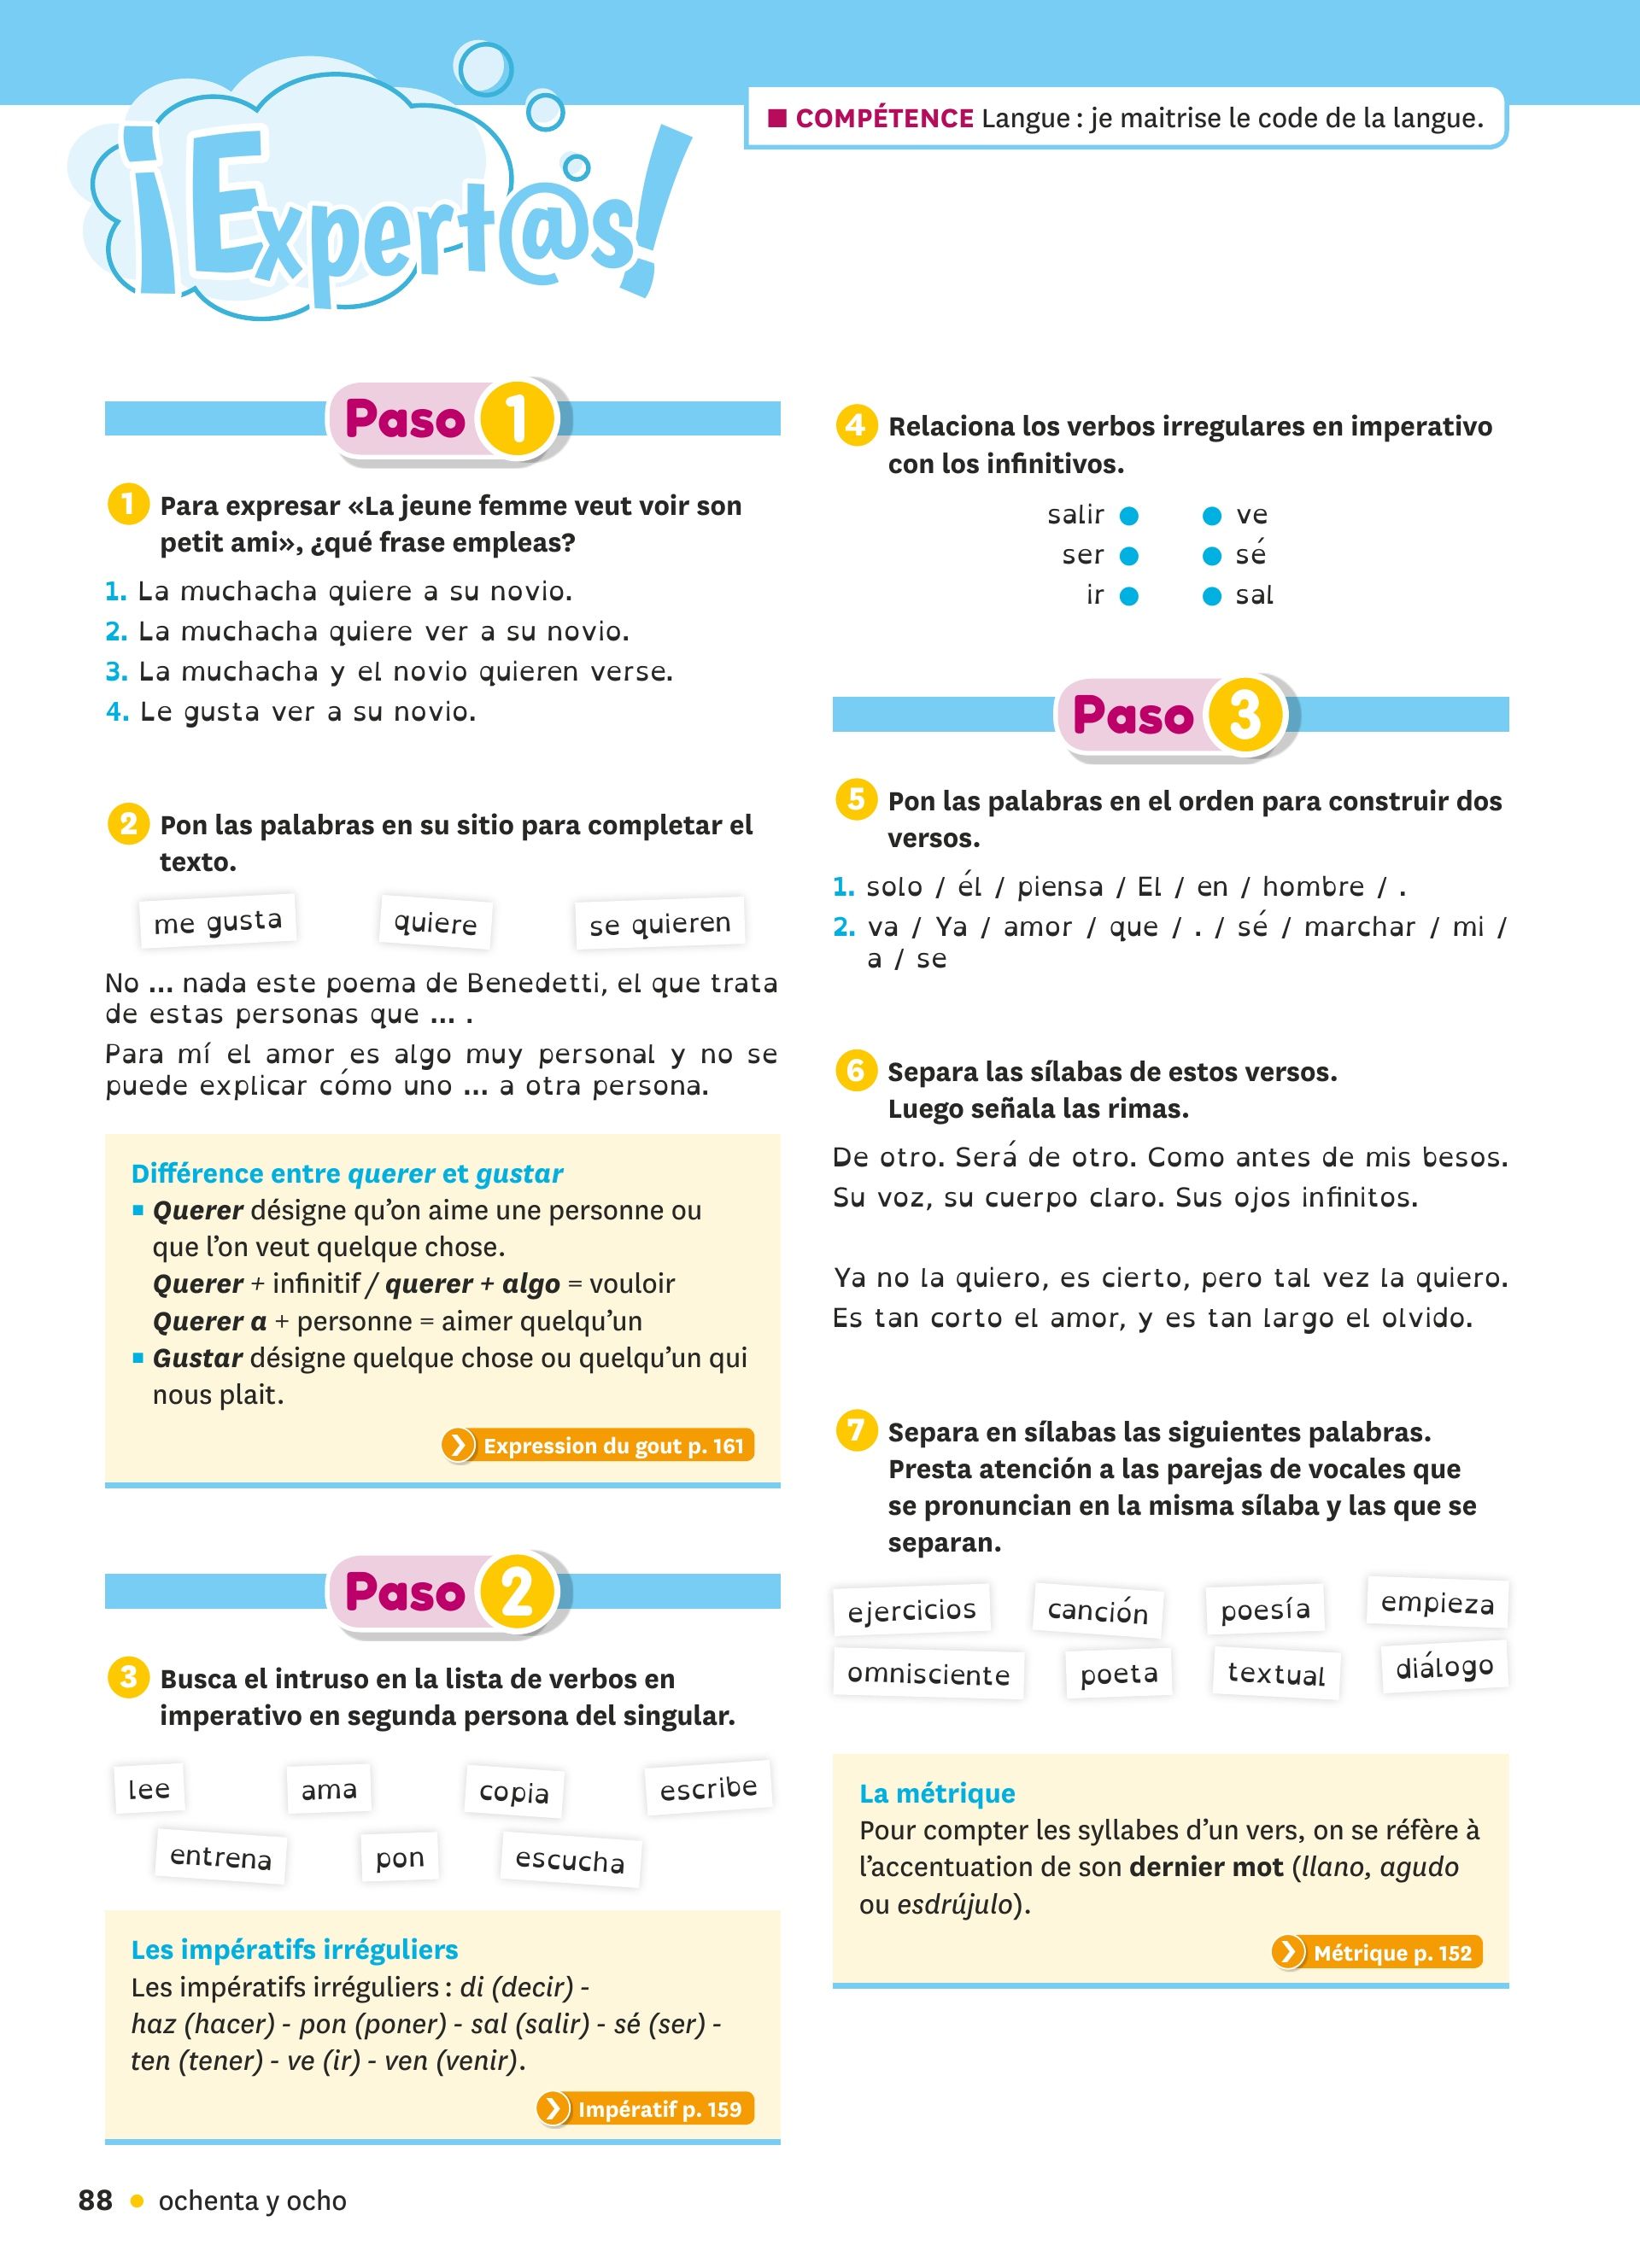 ¡Expert@s!
■ COMPÉTENCE Langue : je maitrise le code de la langue.
Paso 1
1 Para expresar «La jeune femme veut voir son
petit ami», ¿qué frase empleas?
1. La muchacha quiere a su novio.
2. La muchacha quiere ver a su novio.
3. La muchacha y el novio quieren verse.
4. Le gusta ver a su novio.
2 Pon las palabras en su sitio para completar el
texto.
me gusta quiere se quieren
No ... nada este poema de Benedetti, el que trata
de estas personas que ... .
Para mí el amor es algo muy personal y no se
puede explicar cómo uno ... a otra persona.
Différence entre querer et gustar
■ Querer désigne qu'on aime une personne ou
que l'on veut quelque chose.
Querer + infinitif / querer + algo = vouloir
Querer a + personne = aimer quelqu'un
■ Gustar désigne quelque chose ou quelqu'un qui
nous plait.
Expression du gout p. 161
Paso 2
3 Busca el intruso en la lista de verbos en
imperativo en segunda persona del singular.
lee ama copia escribe
entrena pon escucha
Les impératifs irréguliers
Les impératifs irréguliers : di (decir) -
haz (hacer) - pon (poner) - sal (salir) - sé (ser) -
ten (tener) - ve (ir) - ven (venir).
Impératif p. 159
4 Relaciona los verbos irregulares en imperativo
con los infinitivos.
salir ● ● ve
ser ● ● sé
ir ● ● sal
Paso 3
5 Pon las palabras en el orden para construir dos
versos.
1. solo / él / piensa / El / en / hombre / .
2. va / Ya / amor / que / . / sé / marchar / mi /
a / se
6 Separa las sílabas de estos versos.
Luego señala las rimas.
De otro. Será de otro. Como antes de mis besos.
Su voz, su cuerpo claro. Sus ojos infinitos.
Ya no la quiero, es cierto, pero tal vez la quiero.
Es tan corto el amor, y es tan largo el olvido.
7 Separa en sílabas las siguientes palabras.
Presta atención a las parejas de vocales que
se pronuncian en la misma sílaba y las que se
separan.
ejercicios canción poesía empieza
omnisciente poeta textual diálogo
La métrique
Pour compter les syllabes d'un vers, on se réfère à
l'accentuation de son dernier mot (llano, agudo
ou esdrújulo).
Métrique p. 152
88 ● ochenta y ocho